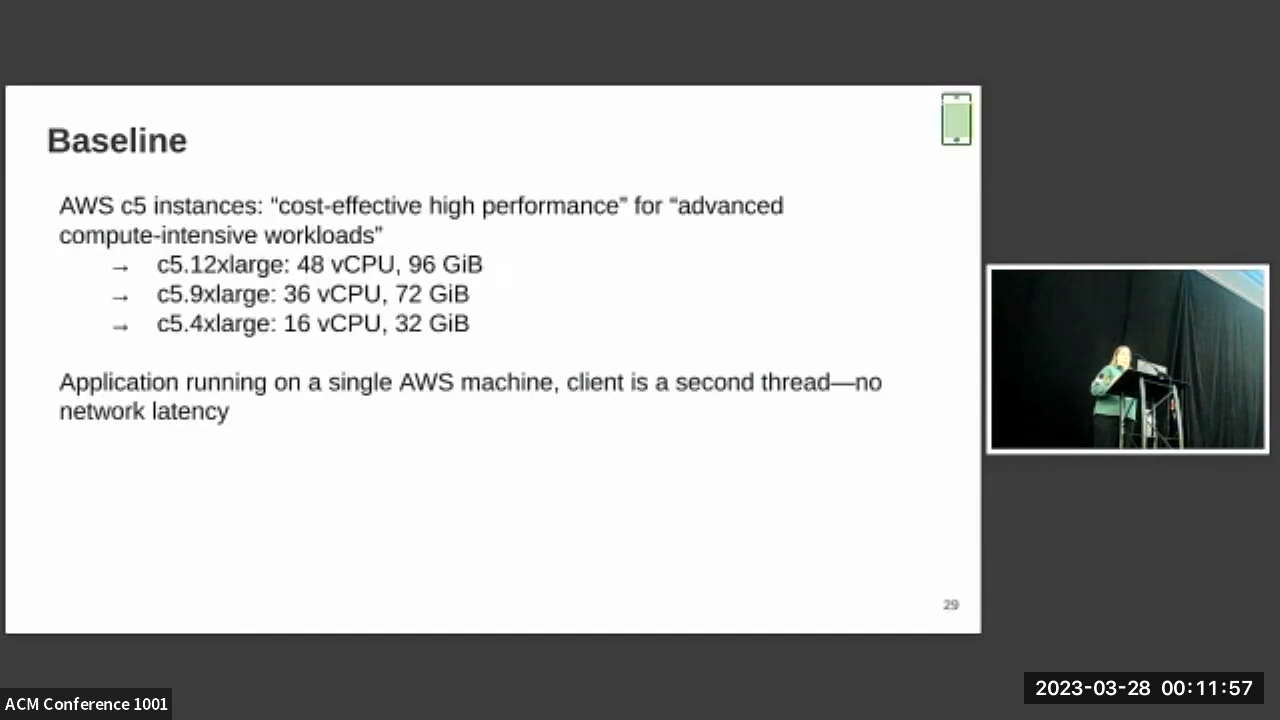 Baseline
AWS c5 instances: “cost-effective high performance” for “advanced
compute-intensive workloads”
→ c5.12xlarge: 48 vCPU, 96 GiB
→ c5.9xlarge: 36 vCPU, 72 GiB
→ c5.4xlarge: 16 vCPU, 32 GiB
Application running on a single AWS machine, client is a second thread—no
network latency
29
ACM Conference 1001
2023-03-28 00:11:57